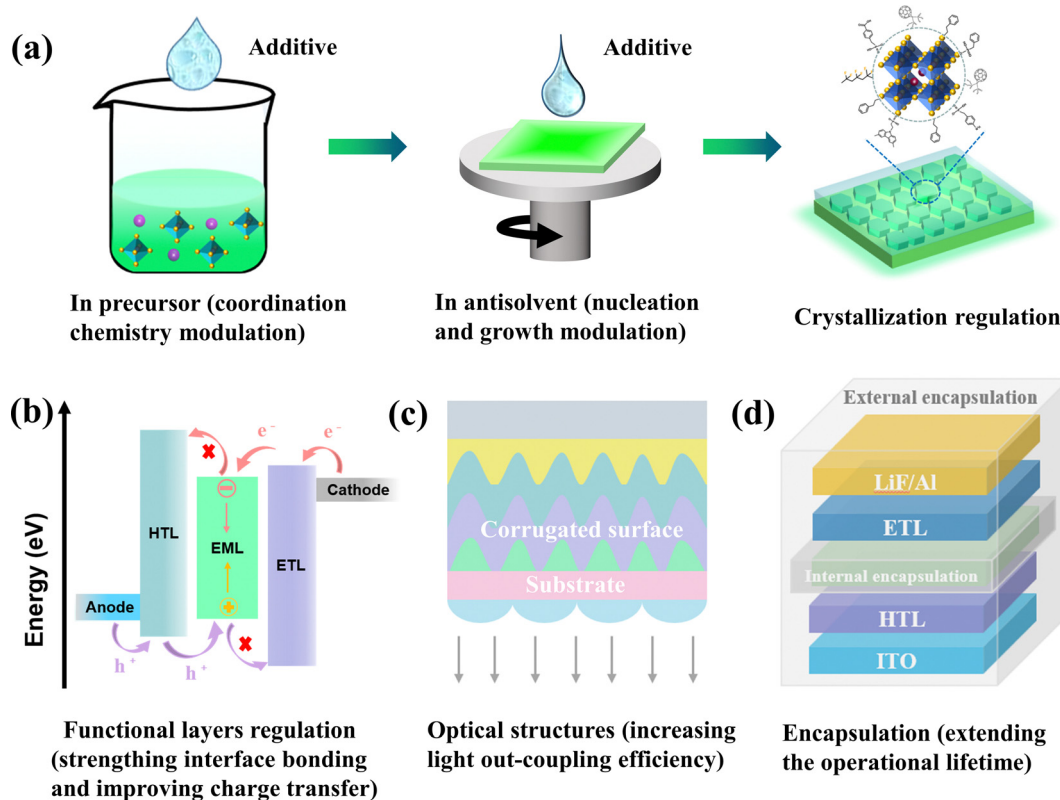 (a)
Additive
Additive
In precursor (coordination
chemistry modulation)
In antisolvent (nucleation
and growth modulation)
Crystallization regulation
(b)
Energy (eV)
Anode
HTL
EML
ETL
Cathode
e⁻
e⁻
h⁺
h⁺
Functional layers regulation
(strengthing interface bonding
and improving charge transfer)
(c)
Corrugated surface
Substrate
Optical structures (increasing
light out-coupling efficiency)
(d)
External encapsulation
LiF/Al
ETL
Internal encapsulation
HTL
ITO
Encapsulation (extending
the operational lifetime)